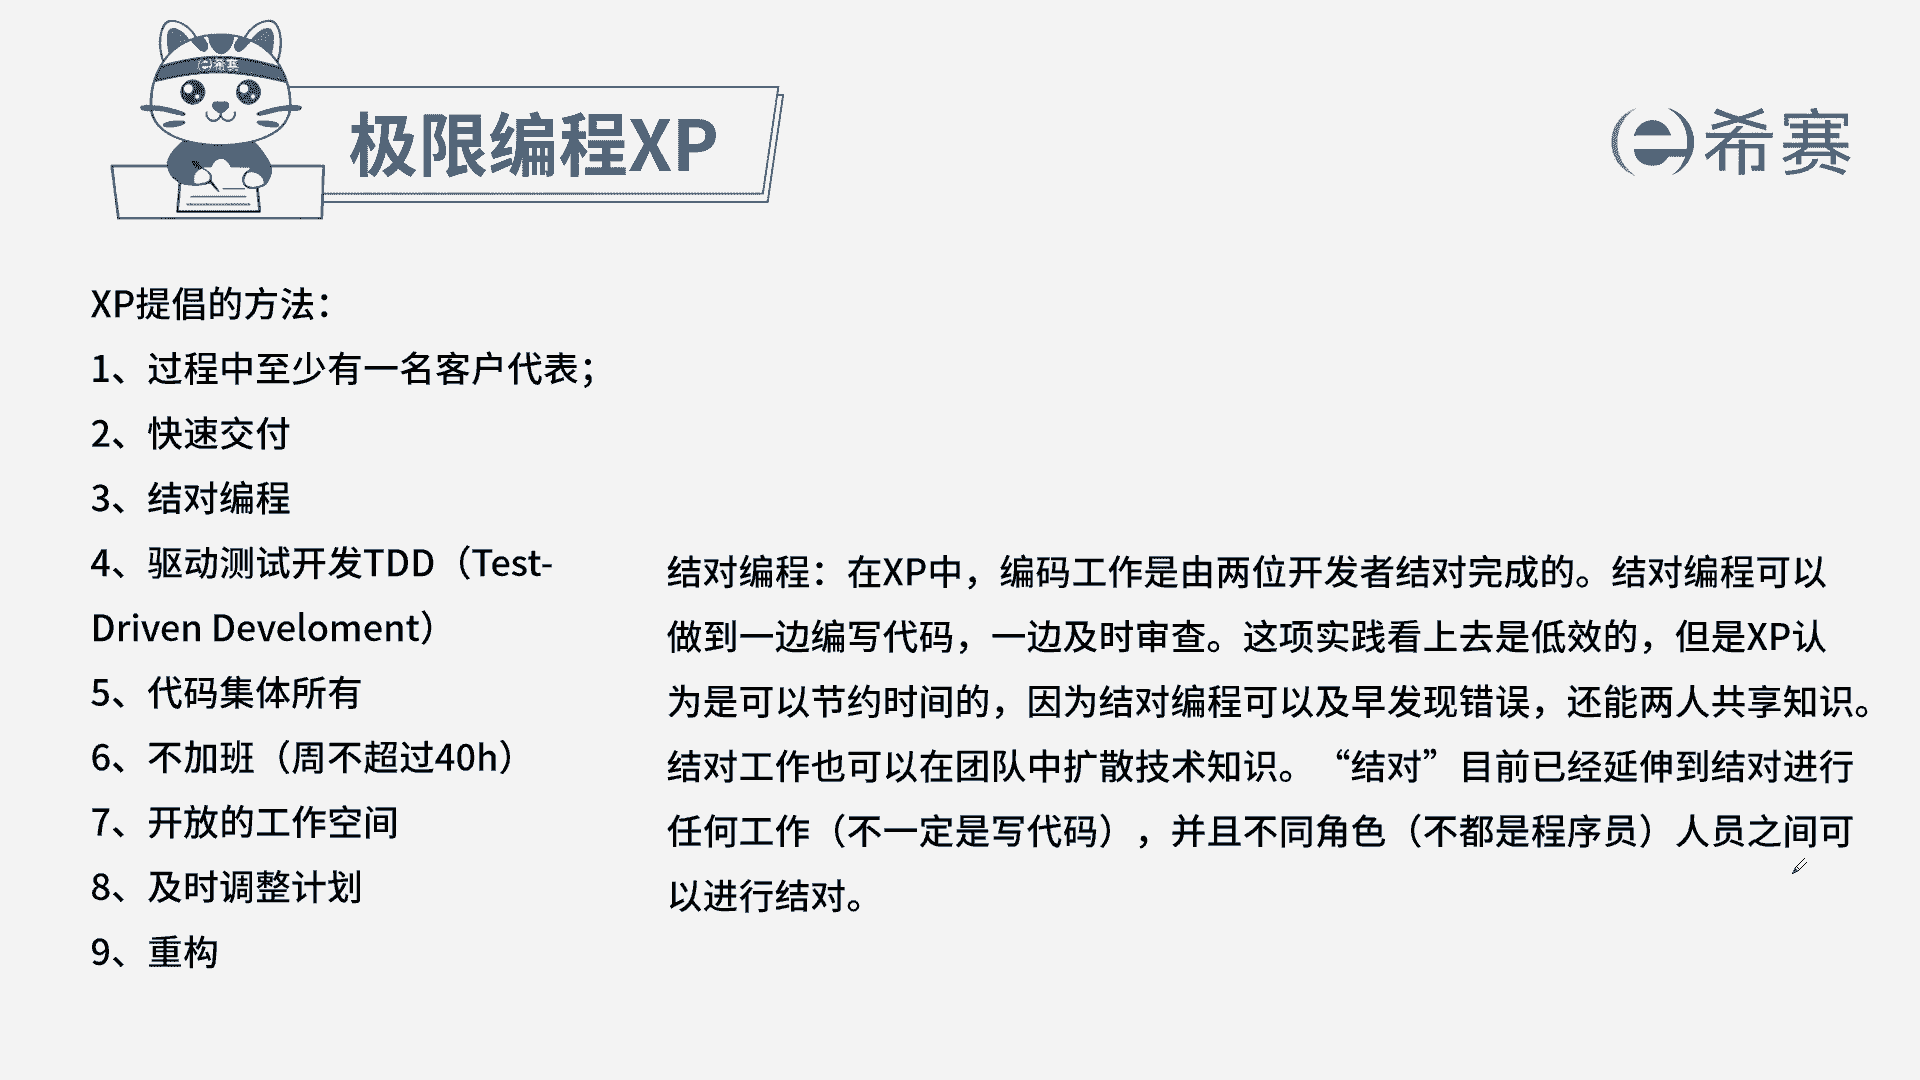 希赛
极限编程XP
希赛
XP提倡的方法：
1、过程中至少有一名客户代表；
2、快速交付
3、结对编程
4、驱动测试开发TDD（Test-
Driven Develoment）
5、代码集体所有
6、不加班（周不超过40h）
7、开放的工作空间
8、及时调整计划
9、重构
结对编程：在XP中，编码工作是由两位开发者结对完成的。结对编程可以
做到一边编写代码，一边及时审查。这项实践看上去是低效的，但是XP认
为是可以节约时间的，因为结对编程可以及早发现错误，还能两人共享知识。
结对工作也可以在团队中扩散技术知识。“结对”目前已经延伸到结对进行
任何工作（不一定是写代码），并且不同角色（不都是程序员）人员之间可
以进行结对。